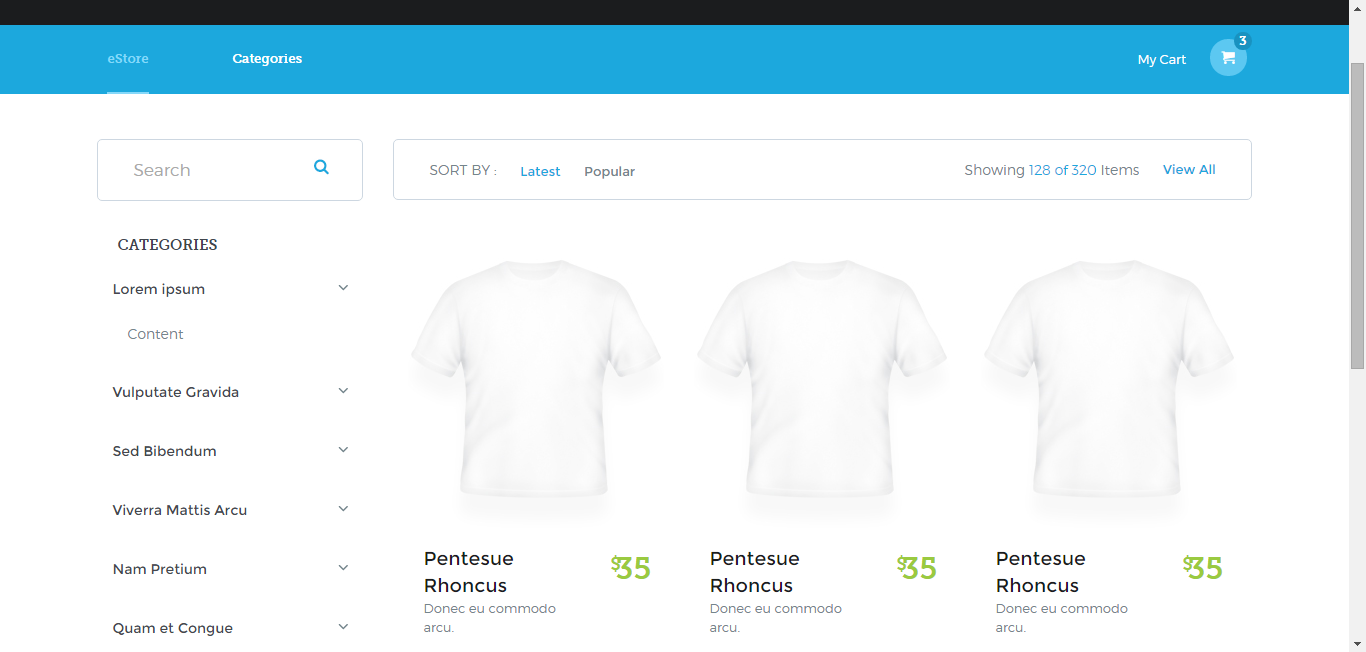 eStore
Categories
My Cart
3
Search
SORT BY :
Latest
Popular
Showing 128 of 320 Items
View All
CATEGORIES
Lorem ipsum
Content
Vulputate Gravida
Sed Bibendum
Viverra Mattis Arcu
Nam Pretium
Quam et Congue
Pentesue
Rhoncus
$35
Donec eu commodo
arcu.
Pentesue
Rhoncus
$35
Donec eu commodo
arcu.
Pentesue
Rhoncus
$35
Donec eu commodo
arcu.